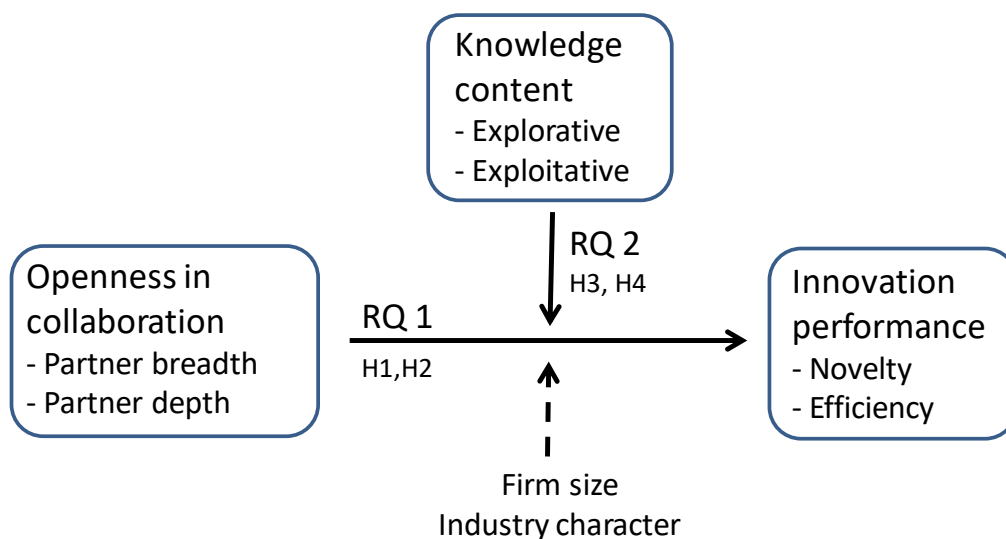 Knowledge
content
- Explorative
- Exploitative
RQ 2
H3, H4
Openness in
collaboration
- Partner breadth
- Partner depth
RQ 1
H1,H2
Innovation
performance
- Novelty
- Efficiency
Firm size
Industry character